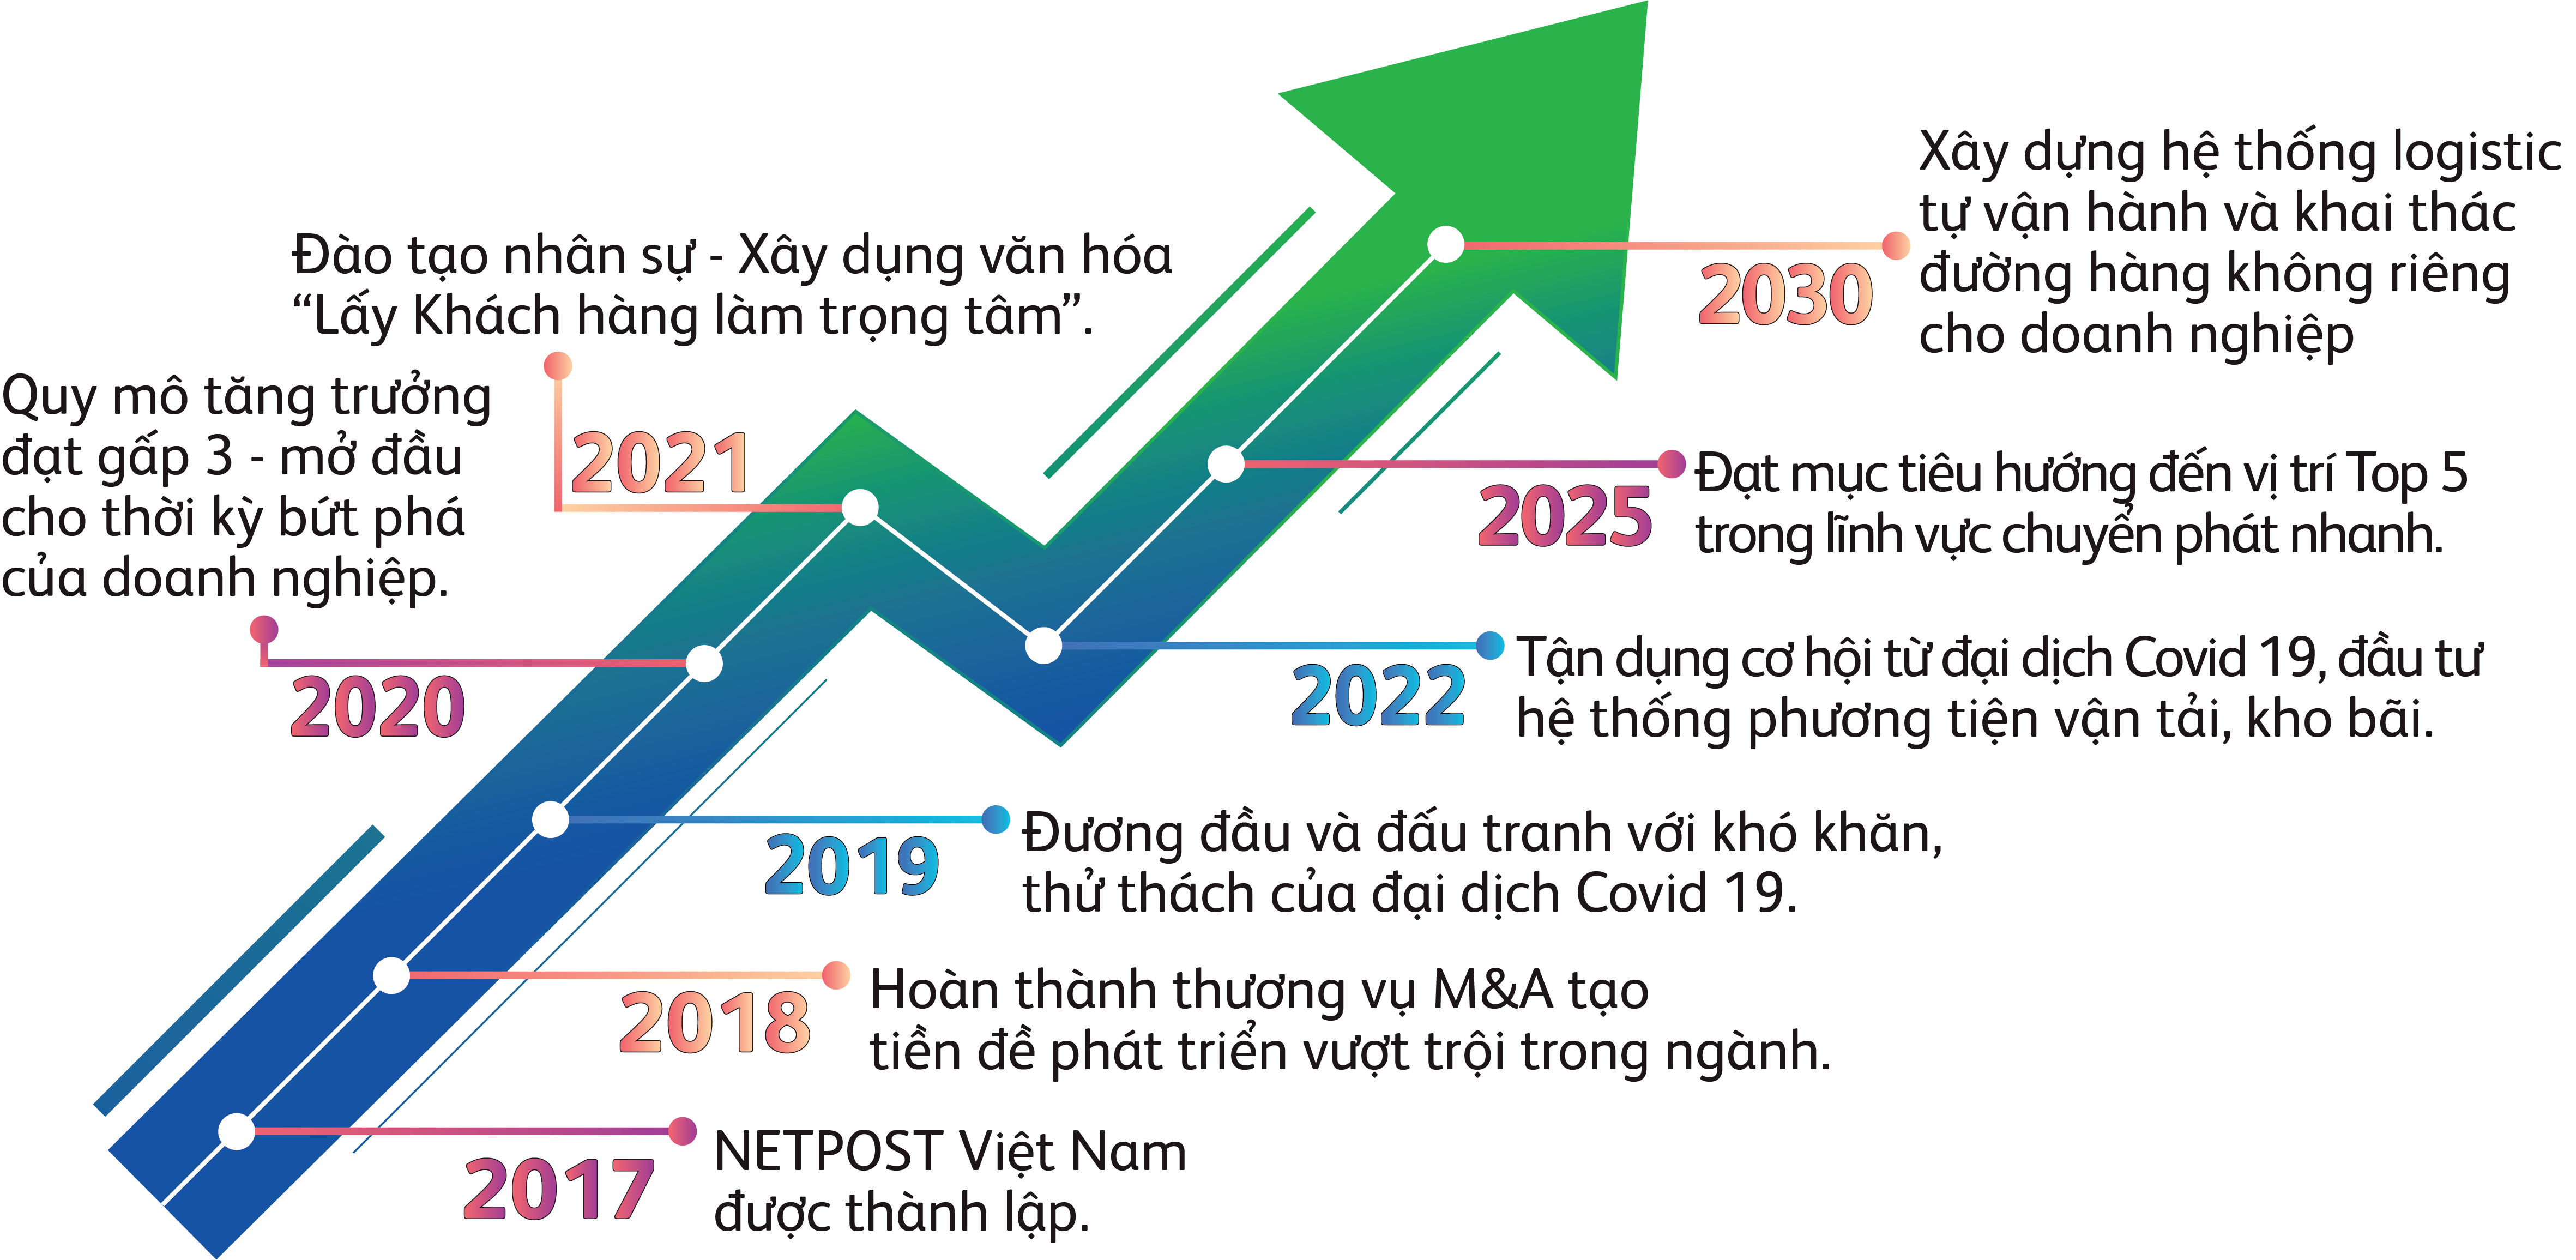 Xây dựng hệ thống logistic
tự vận hành và khai thác
đường hàng không riêng
cho doanh nghiệp
2030
Đào tạo nhân sự - Xây dụng văn hóa
“Lấy Khách hàng làm trọng tâm”.
2021
Quy mô tăng trưởng
đạt gấp 3 - mở đầu
cho thời kỳ bứt phá
của doanh nghiệp.
2020
Đạt mục tiêu hướng đến vị trí Top 5
trong lĩnh vực chuyển phát nhanh.
2025
Tận dụng cơ hội từ đại dịch Covid 19, đầu tư
hệ thống phương tiện vận tải, kho bãi.
2022
Đương đầu và đấu tranh với khó khăn,
thử thách của đại dịch Covid 19.
2019
Hoàn thành thương vụ M&A tạo
tiền đề phát triển vượt trội trong ngành.
2018
NETPOST Việt Nam
được thành lập.
2017